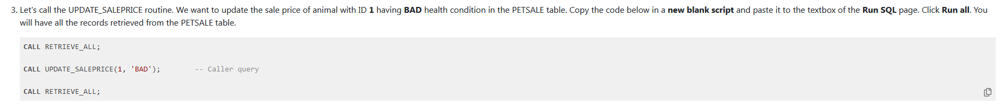 3. Let's call the UPDATE_SALEPRICE routine. We want to update the sale price of animal with ID 1 having BAD health condition in the PETSALE table. Copy the code below in a new blank script and paste it to the textbox of the Run SQL page. Click Run all. You
will have all the records retrieved from the PETSALE table.
CALL RETRIEVE_ALL;
CALL UPDATE_SALEPRICE(1, 'BAD');        -- Caller query
CALL RETRIEVE_ALL;